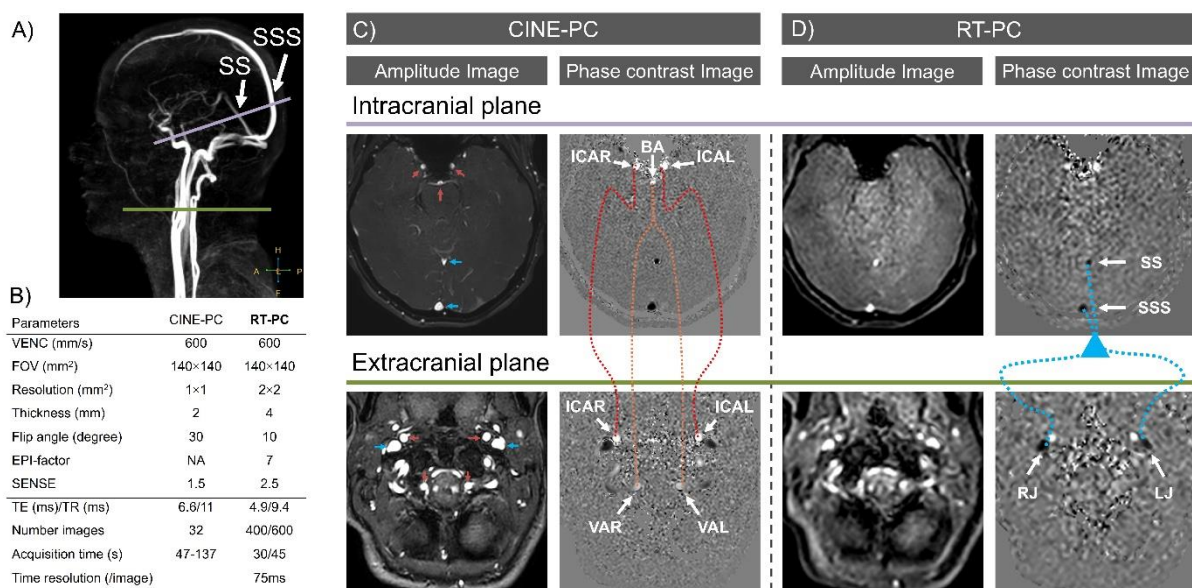 A)
SS
SSS
H
A L P
F
B)
Parameters CINE-PC RT-PC
VENC (mm/s) 600 600
FOV (mm²) 140×140 140×140
Resolution (mm²) 1×1 2×2
Thickness (mm) 2 4
Flip angle (degree) 30 10
EPI-factor NA 7
SENSE 1.5 2.5
TE (ms)/TR (ms) 6.6/11 4.9/9.4
Number images 32 400/600
Acquisition time (s) 47-137 30/45
Time resolution (/image) 75ms
C) CINE-PC
Amplitude Image Phase contrast Image
D) RT-PC
Amplitude Image Phase contrast Image
Intracranial plane
ICAR BA ICAL
SS
SSS
Extracranial plane
ICAR ICAL
VAR VAL
RJ LJ